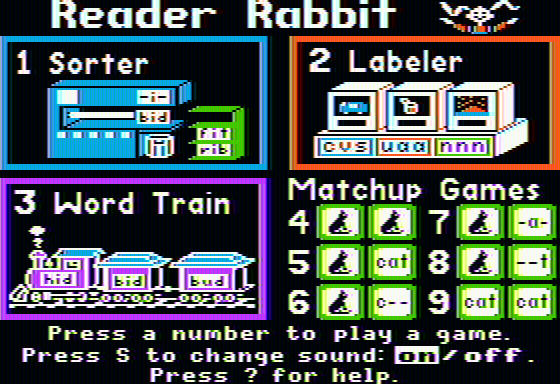 Reader Rabbit
1 Sorter
-i-
bid
fit
rib
2 Labeler
cvs uaa nnn
3 Word Train
hid bid bud
Matchup Games
4 7 -a-
5 cat 8 --t
6 c-- 9 cat cat
Press a number to play a game.
Press S to change sound: on/off.
Press ? for help.